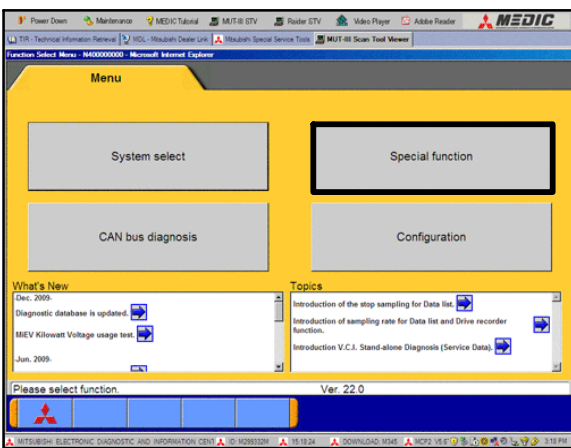 Power Down Maintenance MEDIC Tutorial MUT-III STV Raider STV Video Player Adobe Reader MEDIC
TIR - Technical Information Retrieval MDL - Mitsubishi Dealer Link Mitsubishi Special Service Tools MUT-III Scan Tool Viewer
Function Select Menu - N400000000 - Microsoft Internet Explorer
Menu
System select
Special function
CAN bus diagnosis
Configuration
What's New
-Dec. 2009-
Diagnostic database is updated.
MiEV Kilowatt Voltage usage test.
-Jun. 2009-
Topics
Introduction of the stop sampling for Data list.
Introduction of sampling rate for Data list and Drive recorder
function.
Introduction V.C.I. Stand-alone Diagnosis (Service Data).
Please select function.
Ver. 22.0
MITSUBISHI ELECTRONIC DIAGNOSTIC AND INFORMATION CENT ID: M299332M 15:18:24 DOWNLOAD: M345 3:18 PM